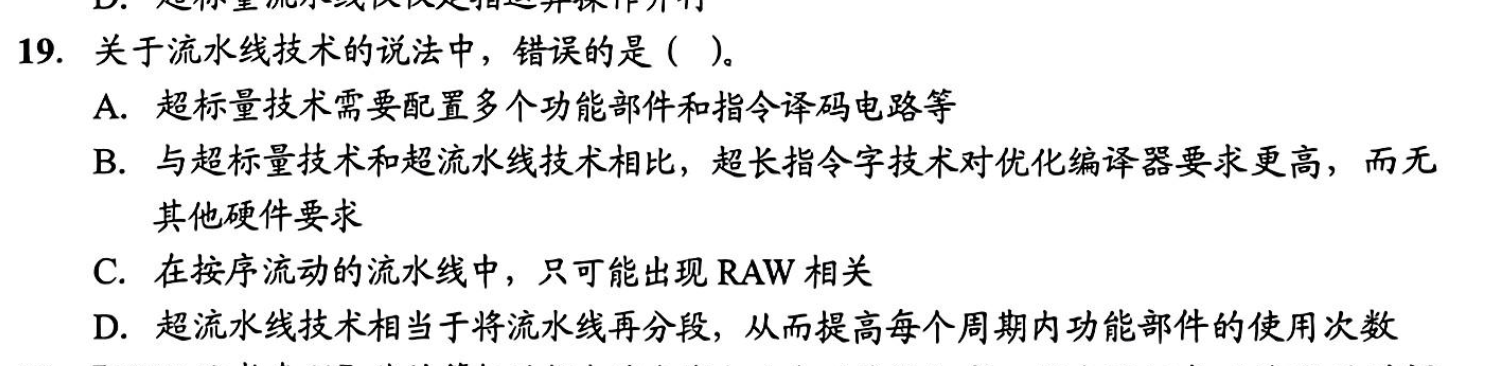 19. 关于流水线技术的说法中，错误的是（ ）。
A. 超标量技术需要配置多个功能部件和指令译码电路等
B. 与超标量技术和超流水线技术相比，超长指令字技术对优化编译器要求更高，而无
其他硬件要求
C. 在按序流动的流水线中，只可能出现 RAW 相关
D. 超流水线技术相当于将流水线再分段，从而提高每个周期内功能部件的使用次数